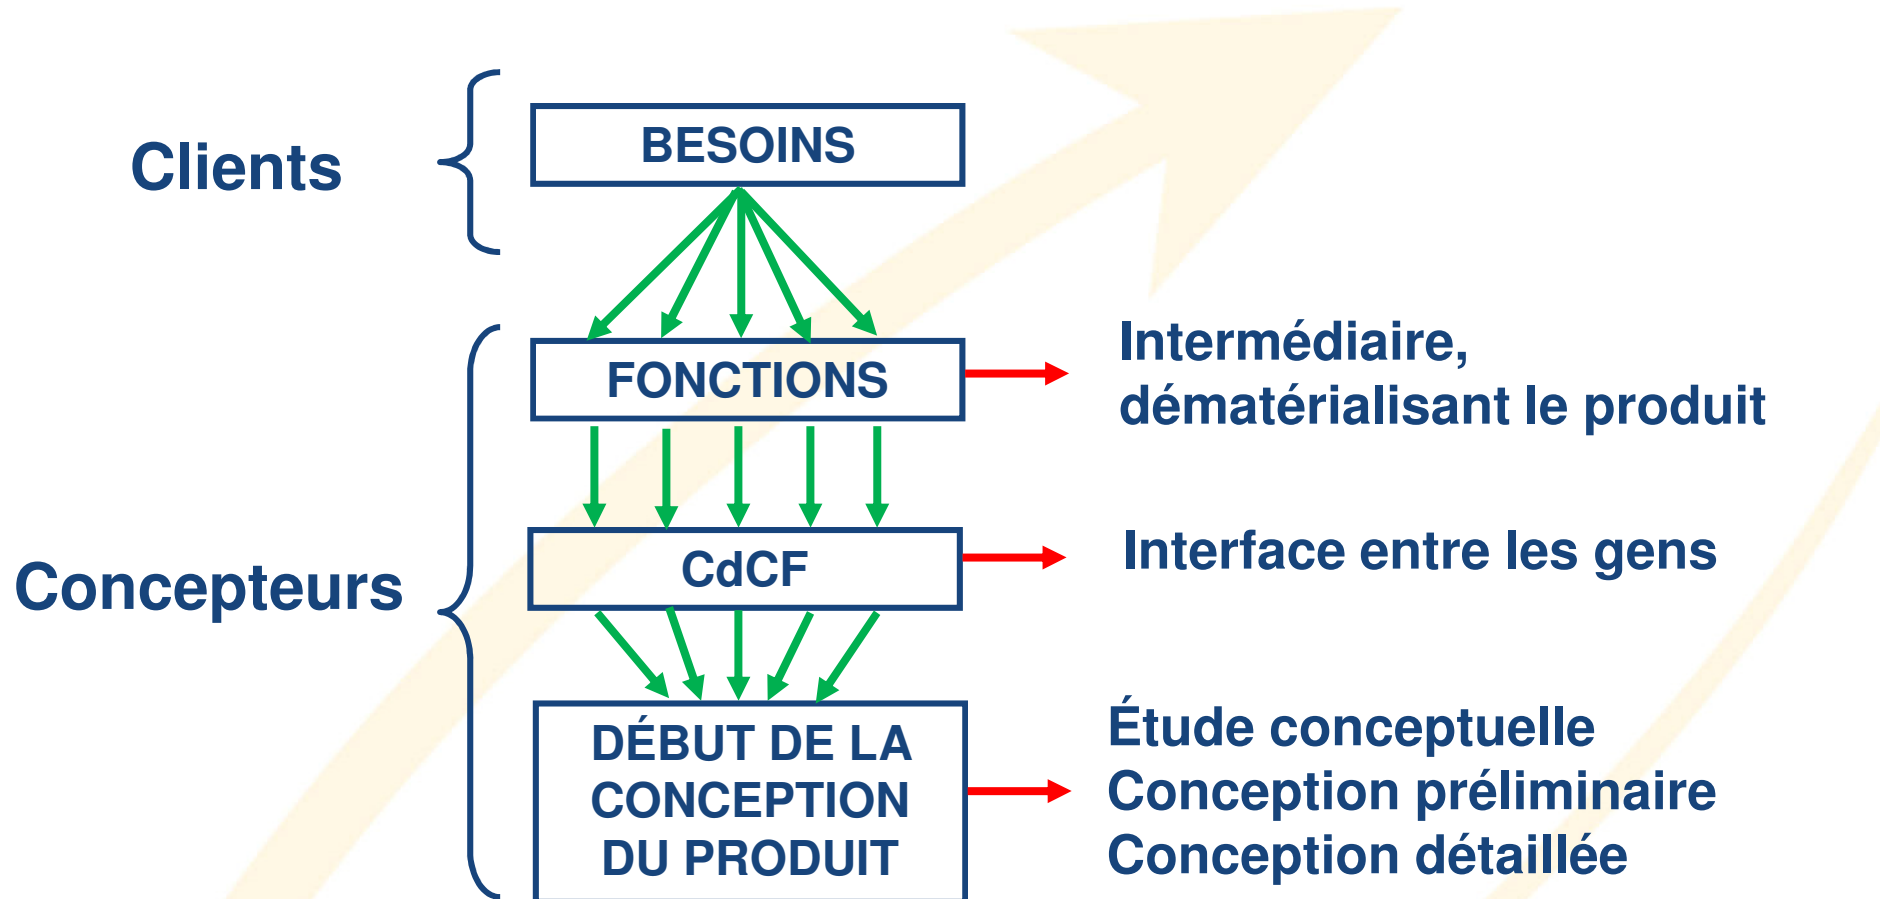 BESOINS
Clients
FONCTIONS
Intermédiaire,
dématérialisant le produit
CdCF
Interface entre les gens
Concepteurs
DÉBUT DE LA
CONCEPTION
DU PRODUIT
Étude conceptuelle
Conception préliminaire
Conception détaillée